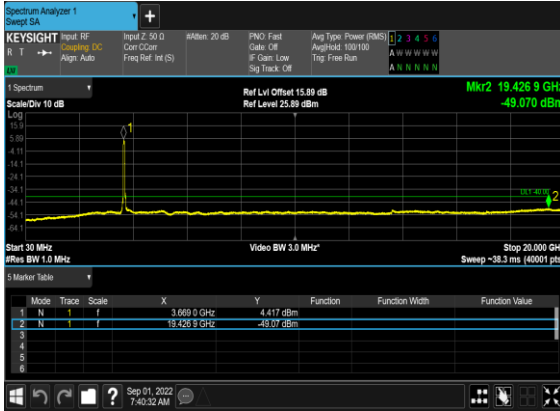 Spectrum Analyzer 1
Swept SA
+
KEYSIGHT
R T
Input: RF
Coupling: DC
Align: Auto
Input Z: 50 Ω
Corr CCorr
Freq Ref: Int (S)
#Atten: 20 dB
PNO: Fast
Gate: Off
IF Gain: Low
Sig Track: Off
Avg Type: Power (RMS)
Avg|Hold: 100/100
Trig: Free Run
1 2 3 4 5 6
A W W W W W
A N N N N N
1 Spectrum
Scale/Div 10 dB
Ref Lvl Offset 15.89 dB
Ref Level 25.89 dBm
Mkr2 19.426 9 GHz
-49.070 dBm
Log
15.9
5.89
-4.11
-14.1
-24.1
-34.1
-44.1
-54.1
1
DL1 -40.00
2
Start 30 MHz
#Res BW 1.0 MHz
Video BW 3.0 MHz*
Stop 20.000 GH
Sweep ~38.3 ms (40001 pts
5 Marker Table
Mode Trace Scale X Y Function Function Width Function Value
1 N 1 f 3.669 0 GHz 4.417 dBm
2 N 1 f 19.426 9 GHz -49.07 dBm
3
4
5
6
?
Sep 01, 2022
7:40:32 AM